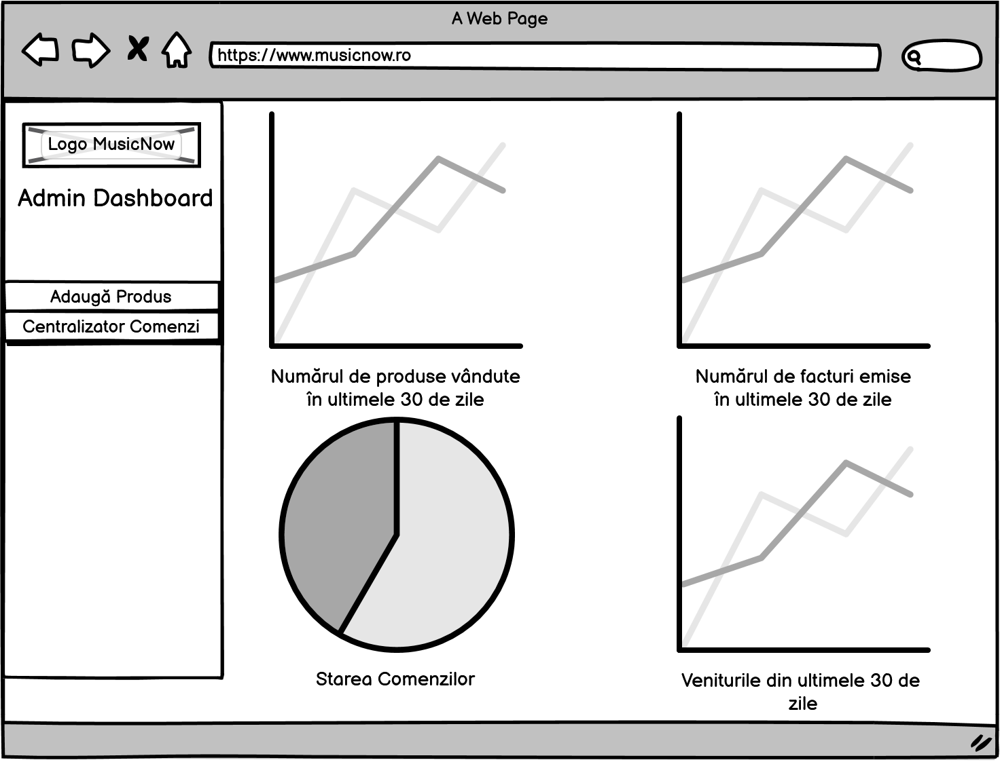 A Web Page
https://www.musicnow.ro
Logo MusicNow
Admin Dashboard
Adaugă Produs
Centralizator Comenzi
Numărul de produse vândute
în ultimele 30 de zile
Numărul de facturi emise
în ultimele 30 de zile
Starea Comenzilor
Veniturile din ultimele 30 de
zile